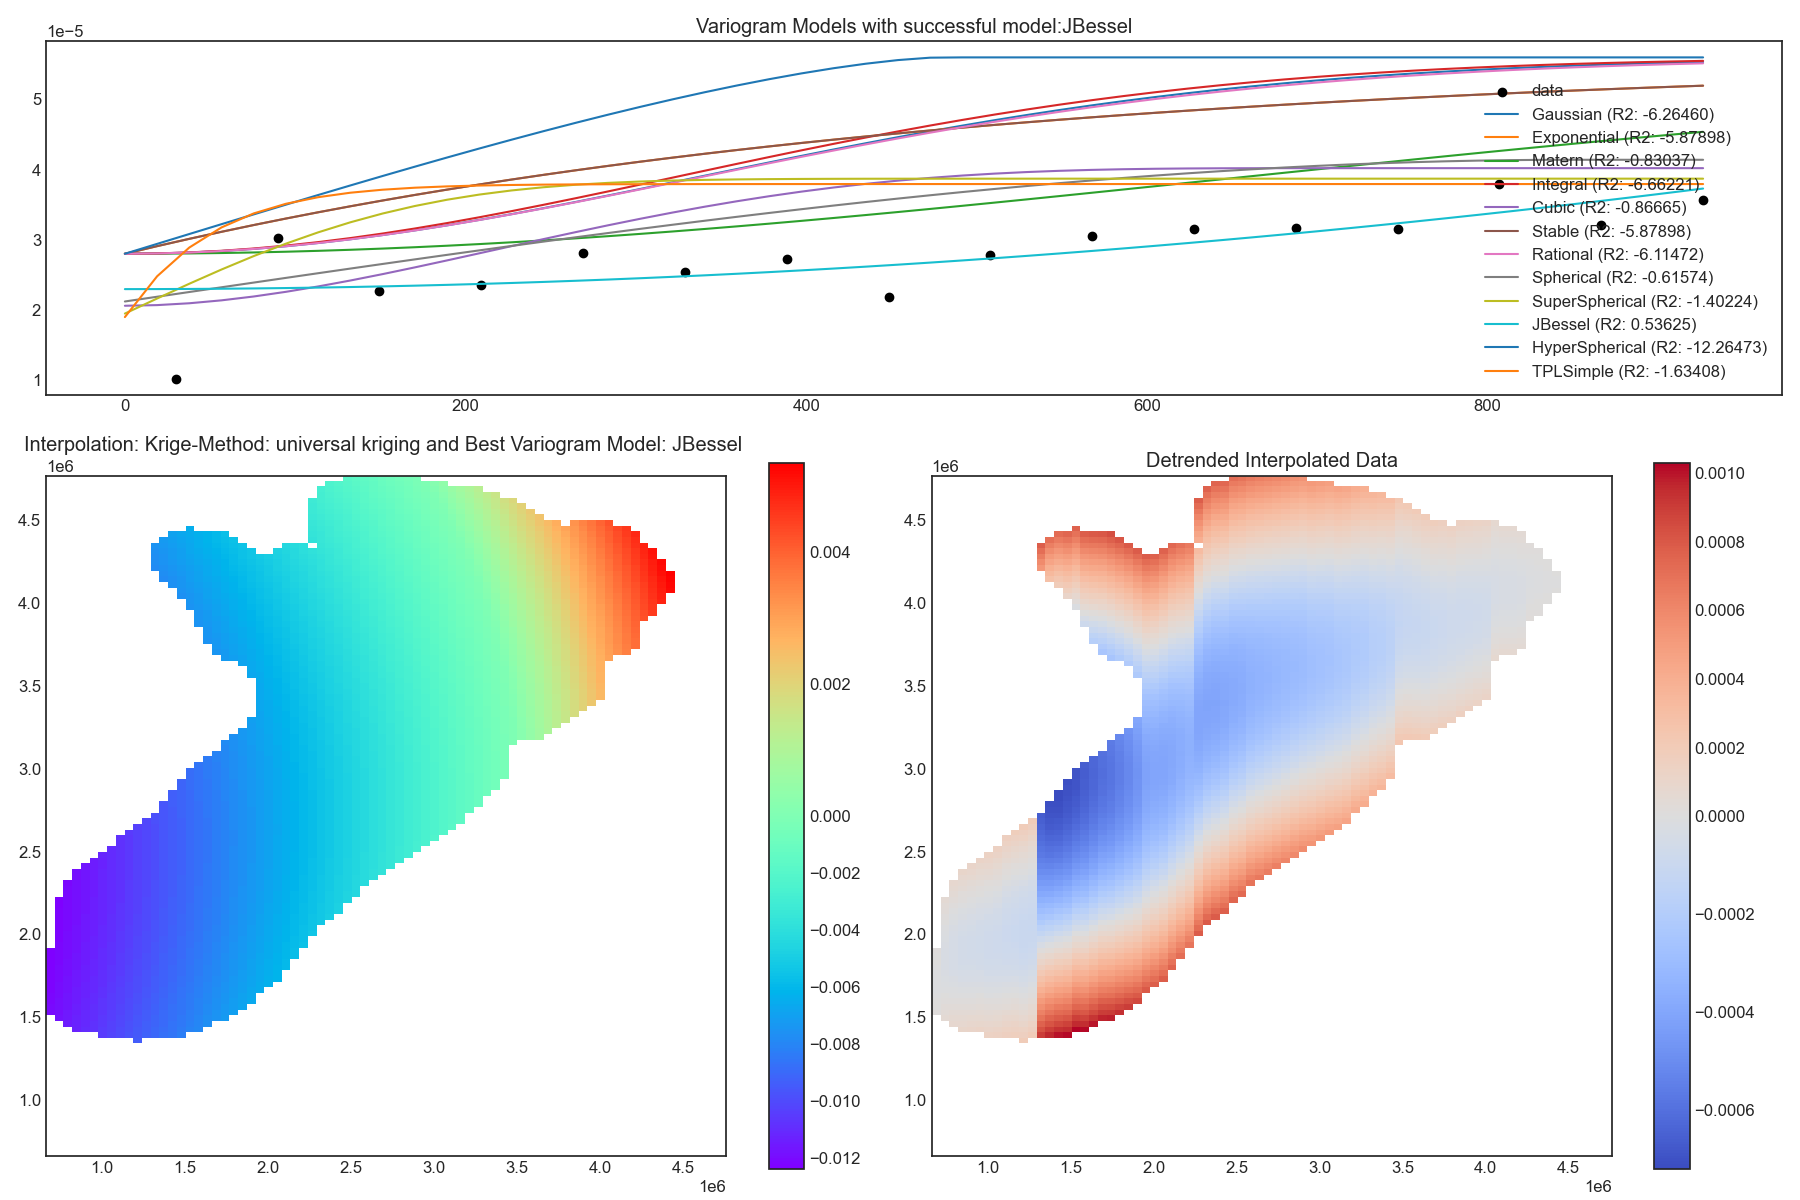 Variogram Models with successful model:JBessel
1e−5
5
4
3
2
1
0
200
400
600
800
data
Gaussian (R2: -6.26460)
Exponential (R2: -5.87898)
Matern (R2: -0.83037)
Integral (R2: -6.66221)
Cubic (R2: -0.86665)
Stable (R2: -5.87898)
Rational (R2: -6.11472)
Spherical (R2: -0.61574)
SuperSpherical (R2: -1.40224)
JBessel (R2: 0.53625)
HyperSpherical (R2: -12.26473)
TPLSimple (R2: -1.63408)
Interpolation: Krige-Method: universal kriging and Best Variogram Model: JBessel
1e6
4.5
4.0
3.5
3.0
2.5
2.0
1.5
1.0
1.0
1.5
2.0
2.5
3.0
3.5
4.0
4.5
1e6
0.004
0.002
0.000
−0.002
−0.004
−0.006
−0.008
−0.010
−0.012
Detrended Interpolated Data
1e6
4.5
4.0
3.5
3.0
2.5
2.0
1.5
1.0
1.0
1.5
2.0
2.5
3.0
3.5
4.0
4.5
1e6
0.0010
0.0008
0.0006
0.0004
0.0002
0.0000
−0.0002
−0.0004
−0.0006